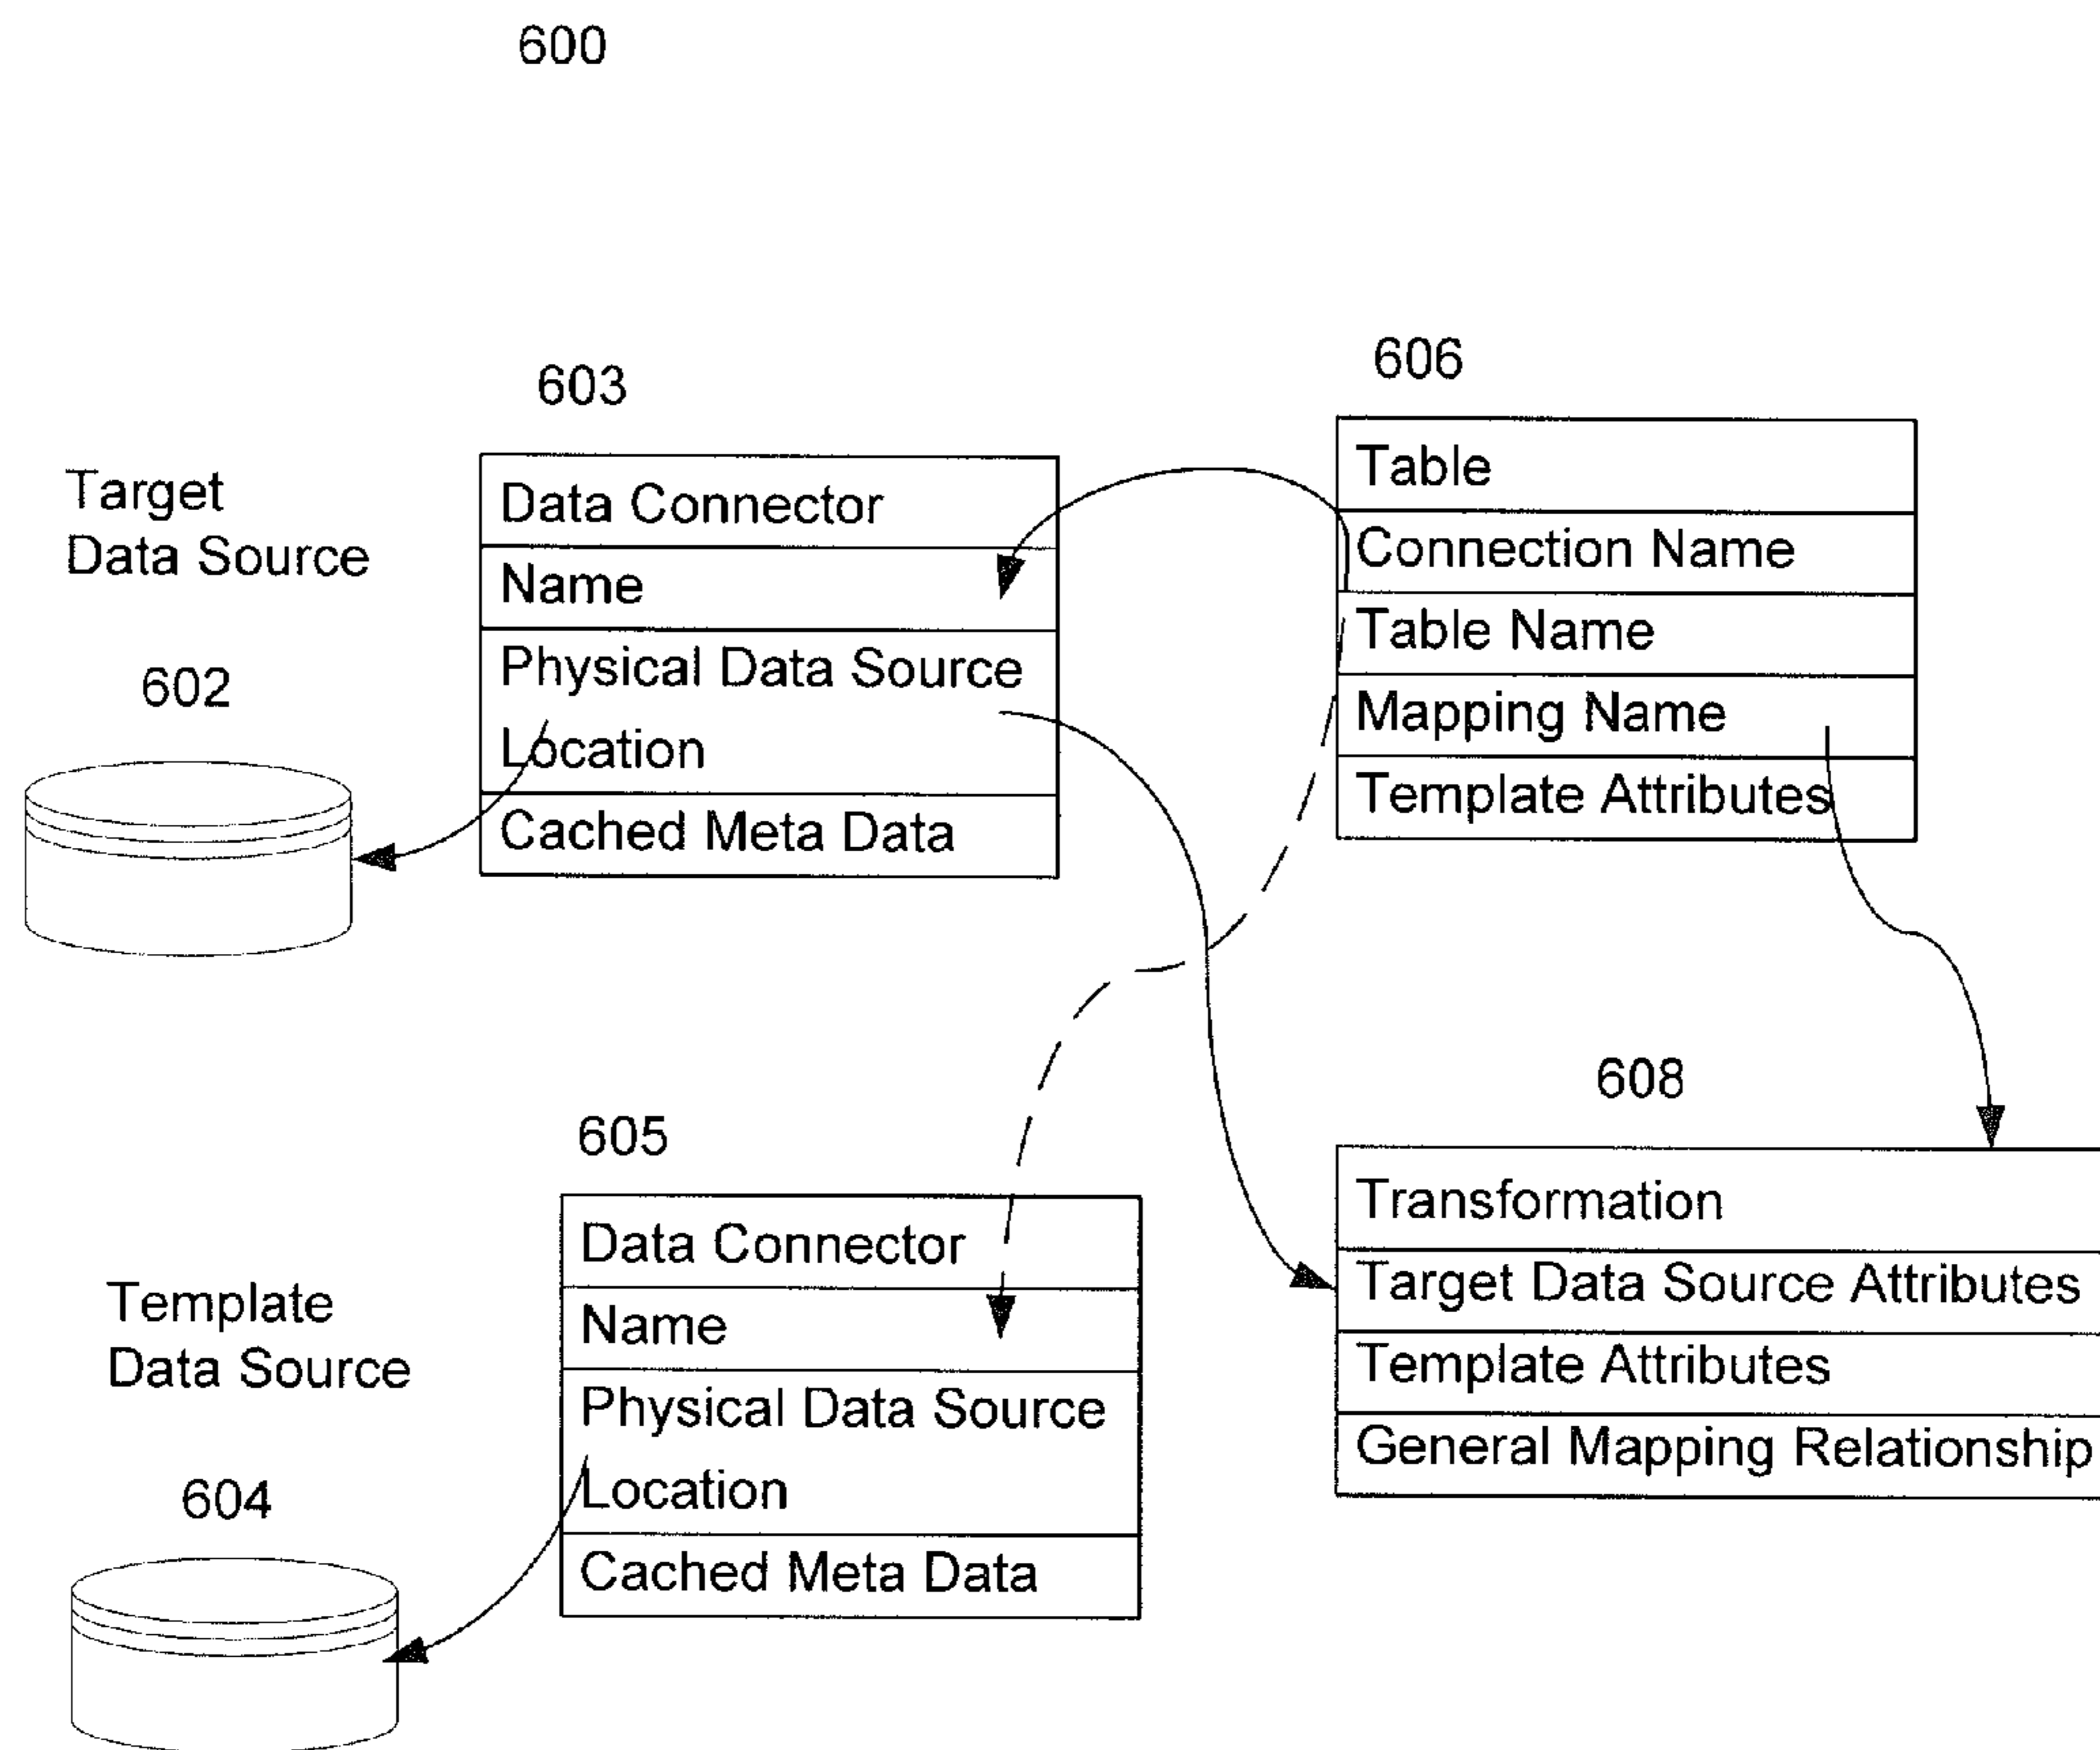 600
603
606
Target
Data Source
602
Data Connector
Name
Physical Data Source
Location
Cached Meta Data
Table
Connection Name
Table Name
Mapping Name
Template Attributes
605
608
Template
Data Source
604
Data Connector
Name
Physical Data Source
Location
Cached Meta Data
Transformation
Target Data Source Attributes
Template Attributes
General Mapping Relationship